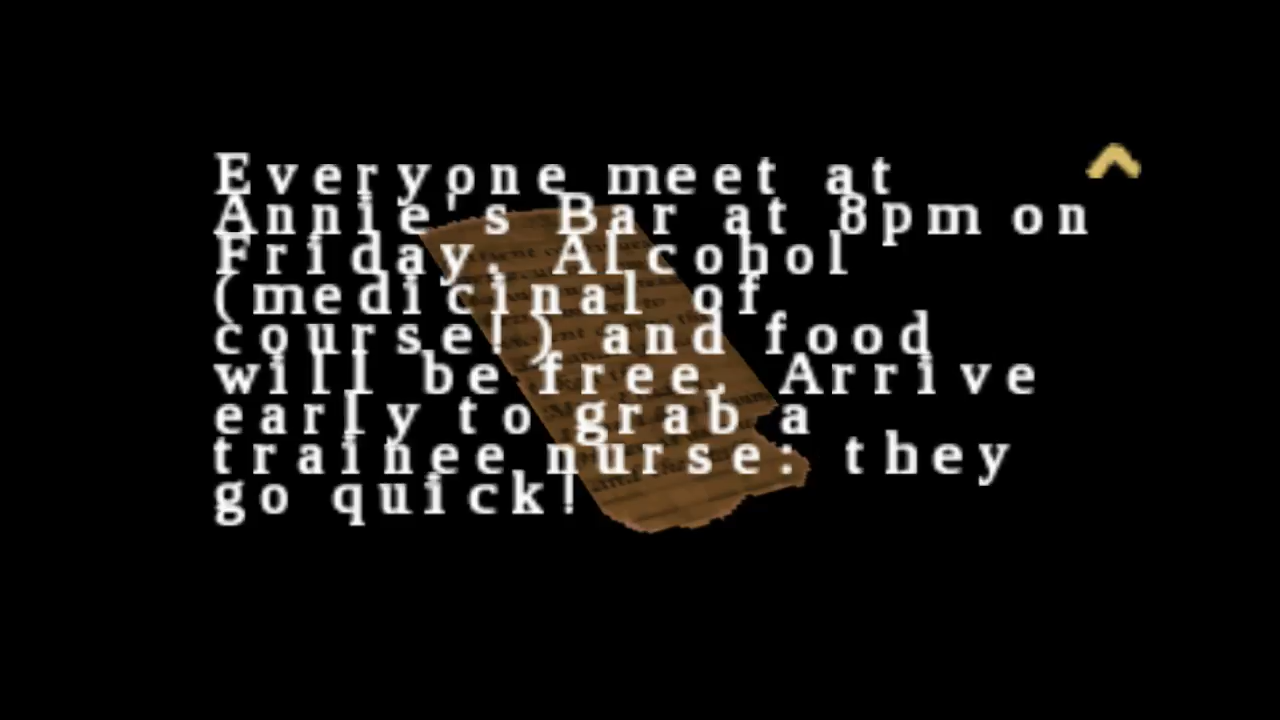 Everyone meet at
Annie's Bar at 8pm on
Friday. Alcohol
(medicinal of
course!) and food
will be free. Arrive
early to grab a
trainee nurse: they
go quick!